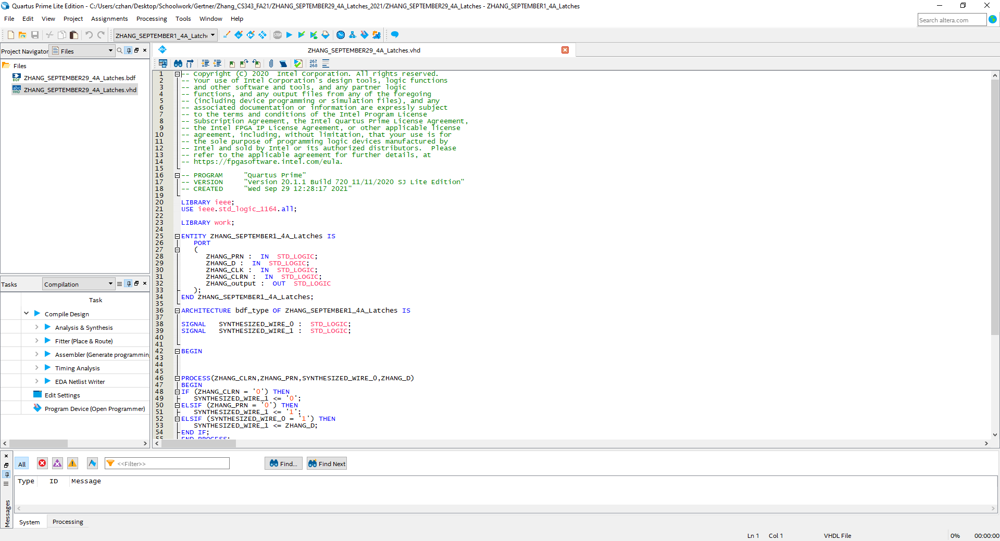 Quartus Prime Lite Edition - C:/Users/czhan/Desktop/Schoolwork/Gertner/Zhang_CS343_FA21/ZHANG_SEPTEMBER29_4A_Latches_2021/ZHANG_SEPTEMBER29_4A_Latches - ZHANG_SEPTEMBER1_4A_Latches
File Edit View Project Assignments Processing Tools Window Help
Search altera.com
ZHANG_SEPTEMBER1_4A_Latch
STOP
Project Navigator Files
abc ZHANG_SEPTEMBER29_4A_Latches.vhd
Files
BDF ZHANG_SEPTEMBER29_4A_Latches.bdf
abc VHD ZHANG_SEPTEMBER29_4A_Latches.vhd
267
268
1 -- Copyright (C) 2020  Intel Corporation. All rights reserved.
2 -- Your use of Intel Corporation's design tools, logic functions
3 -- and other software and tools, and any partner logic
4 -- functions, and any output files from any of the foregoing
5 -- (including device programming or simulation files), and any
6 -- associated documentation or information are expressly subject
7 -- to the terms and conditions of the Intel Program License
8 -- Subscription Agreement, the Intel Quartus Prime License Agreement,
9 -- the Intel FPGA IP License Agreement, or other applicable license
10 -- agreement, including, without limitation, that your use is for
11 -- the sole purpose of programming logic devices manufactured by
12 -- Intel and sold by Intel or its authorized distributors.  Please
13 -- refer to the applicable agreement for further details, at
14 -- https://fpgasoftware.intel.com/eula.
15
16 -- PROGRAM "Quartus Prime"
17 -- VERSION "Version 20.1.1 Build 720 11/11/2020 SJ Lite Edition"
18 -- CREATED "Wed Sep 29 12:28:17 2021"
19
20 LIBRARY ieee;
21 USE ieee.std_logic_1164.all;
22
23 LIBRARY work;
24
25 ENTITY ZHANG_SEPTEMBER1_4A_Latches IS
26 PORT
27 (
28 ZHANG_PRN :  IN  STD_LOGIC;
29 ZHANG_D :  IN  STD_LOGIC;
30 ZHANG_CLK :  IN  STD_LOGIC;
31 ZHANG_CLRN :  IN  STD_LOGIC;
32 ZHANG_output :  OUT  STD_LOGIC
33 );
34 END ZHANG_SEPTEMBER1_4A_Latches;
35
36 ARCHITECTURE bdf_type OF ZHANG_SEPTEMBER1_4A_Latches IS
37
38 SIGNAL SYNTHESIZED_WIRE_0 :  STD_LOGIC;
39 SIGNAL SYNTHESIZED_WIRE_1 :  STD_LOGIC;
40
41
42 BEGIN
43
44
45
46 PROCESS(ZHANG_CLRN,ZHANG_PRN,SYNTHESIZED_WIRE_0,ZHANG_D)
47 BEGIN
48 IF (ZHANG_CLRN = '0') THEN
49 SYNTHESIZED_WIRE_1 <= '0';
50 ELSIF (ZHANG_PRN = '0') THEN
51 SYNTHESIZED_WIRE_1 <= '1';
52 ELSIF (SYNTHESIZED_WIRE_0 = '1') THEN
53 SYNTHESIZED_WIRE_1 <= ZHANG_D;
54 END IF;
55 END PROCESS;
Tasks Compilation
Task
Compile Design
Analysis & Synthesis
Fitter (Place & Route)
Assembler (Generate programmin
Timing Analysis
EDA Netlist Writer
Edit Settings
Program Device (Open Programmer)
All <<Filter>> Find... Find Next
Type ID Message
Messages
System Processing
Ln 1 Col 1 VHDL File 0% 00:00:00